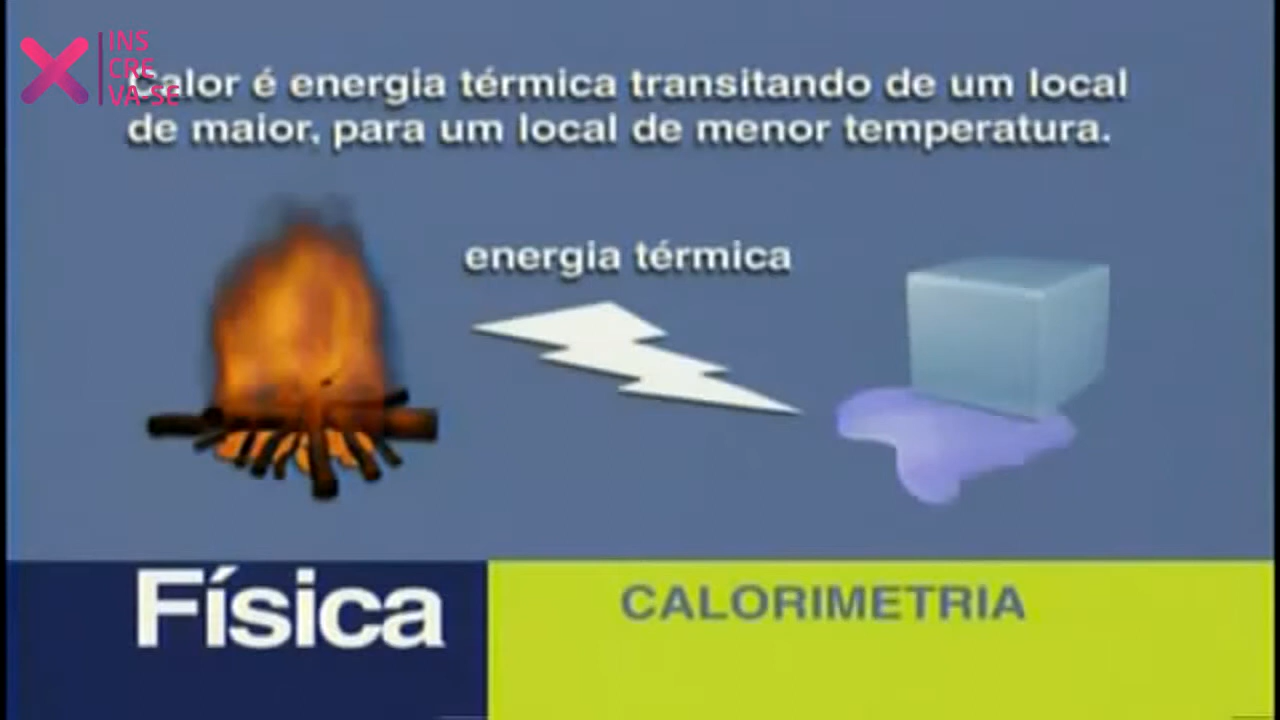 INS
CRE
VA-SE
Calor é energia térmica transitando de um local
de maior, para um local de menor temperatura.
energia térmica
Física
CALORIMETRIA